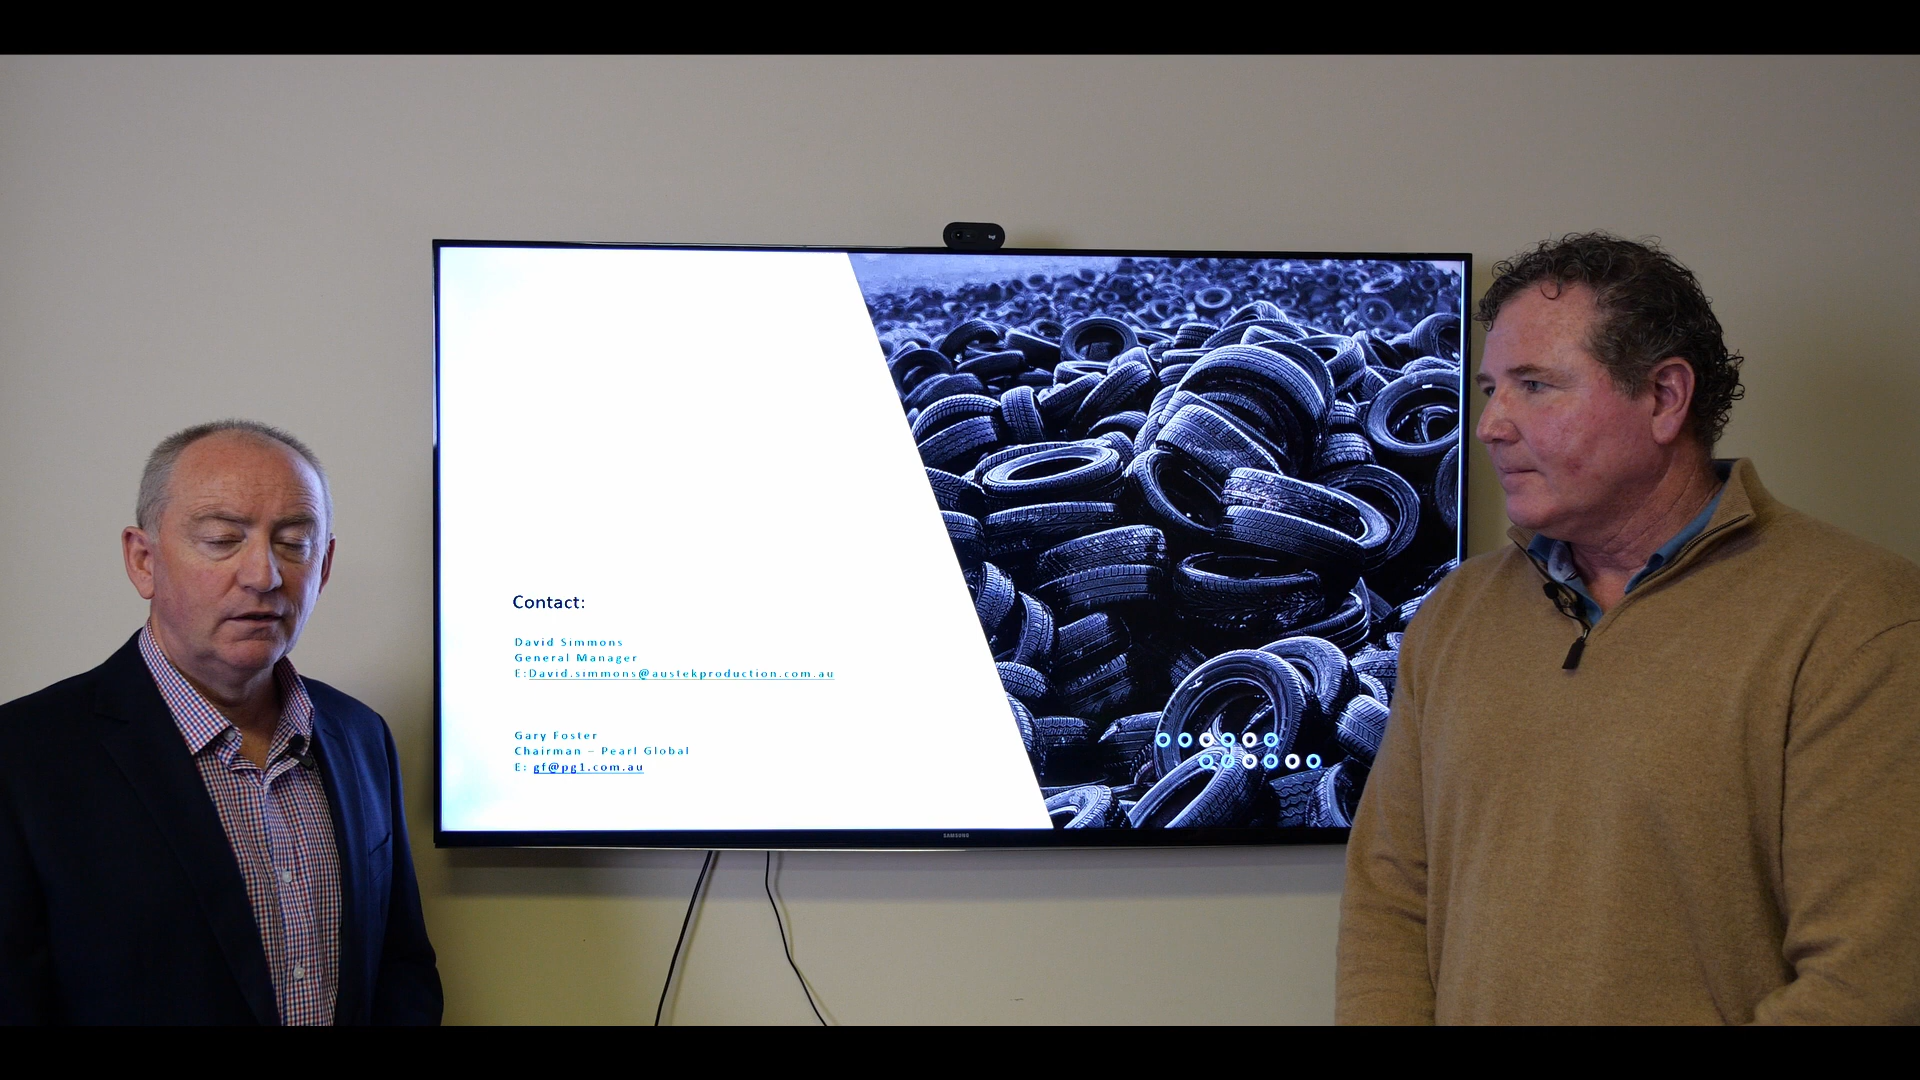 Contact:
David Simmons
General Manager
E:David.simmons@austekproduction.com.au
Gary Foster
Chairman – Pearl Global
E: gf@pg1.com.au
SAMSUNG